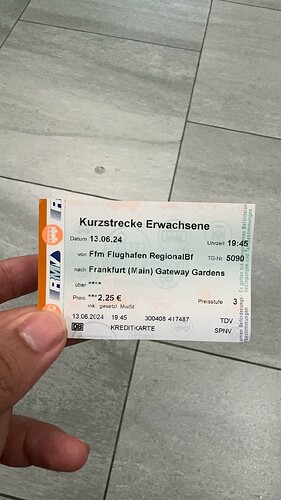 Kurzstrecke Erwachsene
Datum 13.06.24 Uhrzeit 19:45
von Ffm Flughafen RegionalBf TG-Nr. 5090
nach Frankfurt (Main) Gateway Gardens
über ****
Preis ***2,25 € Preisstufe 3
inkl. gesetzl. MwSt
13.06.2024 19:45 300408 417487 TDV
DB KREDITKARTE SPNV
RMV